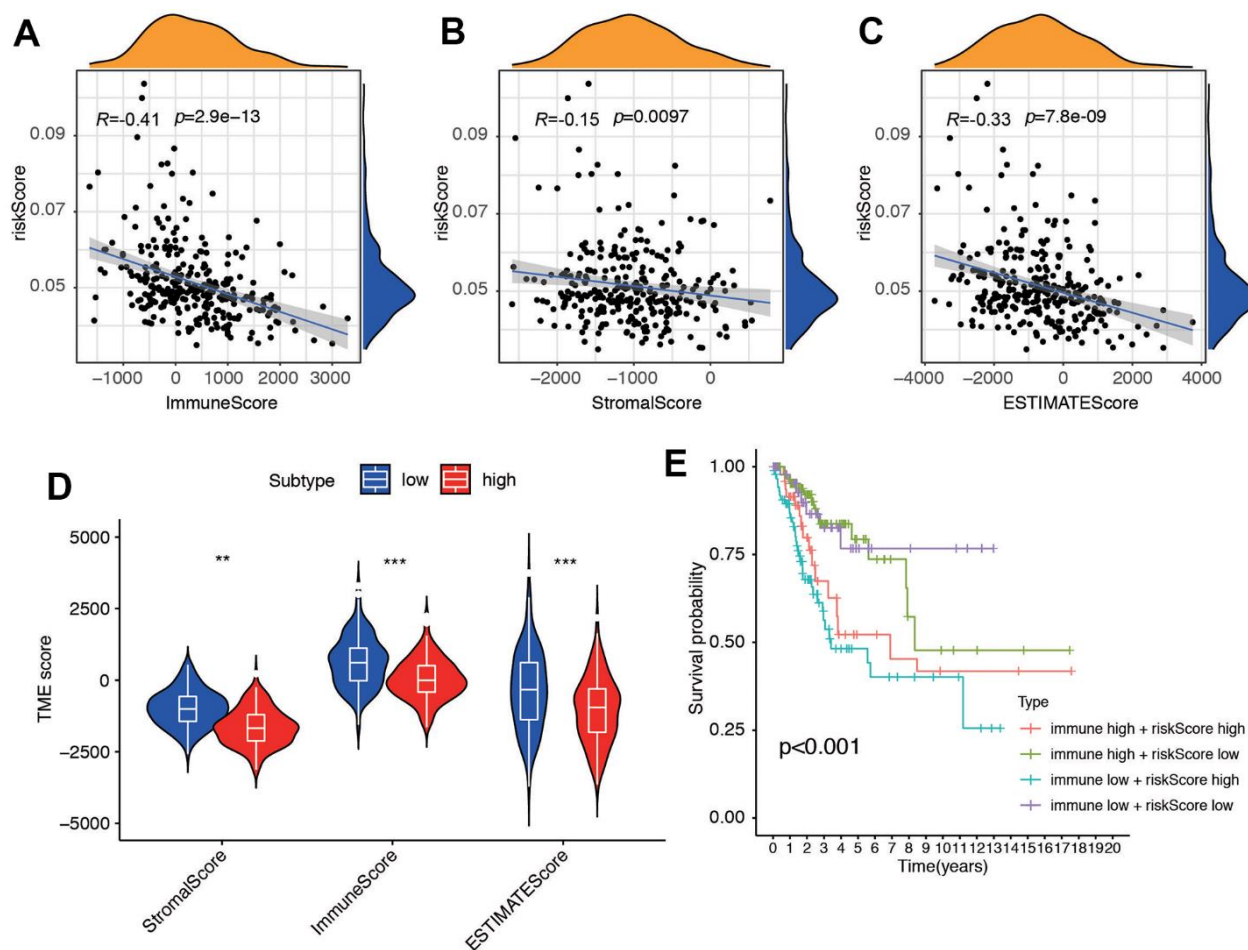 A
R=-0.41 p=2.9e−13
riskScore
0.09
0.07
0.05
−1000 0 1000 2000 3000
ImmuneScore
B
R=-0.15 p=0.0097
riskScore
0.09
0.07
0.05
−2000 −1000 0
StromalScore
C
R=-0.33 p=7.8e-09
riskScore
0.09
0.07
0.05
−4000 −2000 0 2000 4000
ESTIMATEScore
D
Subtype low high
TME score
5000
2500
0
−2500
−5000
** *** ***
StromalScore
ImmuneScore
ESTIMATEScore
E
Survival probability
1.00
0.75
0.50
0.25
0.00
p<0.001
Type
immune high + riskScore high
immune high + riskScore low
immune low + riskScore high
immune low + riskScore low
0 1 2 3 4 5 6 7 8 9 10 11 12 13 14 15 16 17 18 19 20
Time(years)